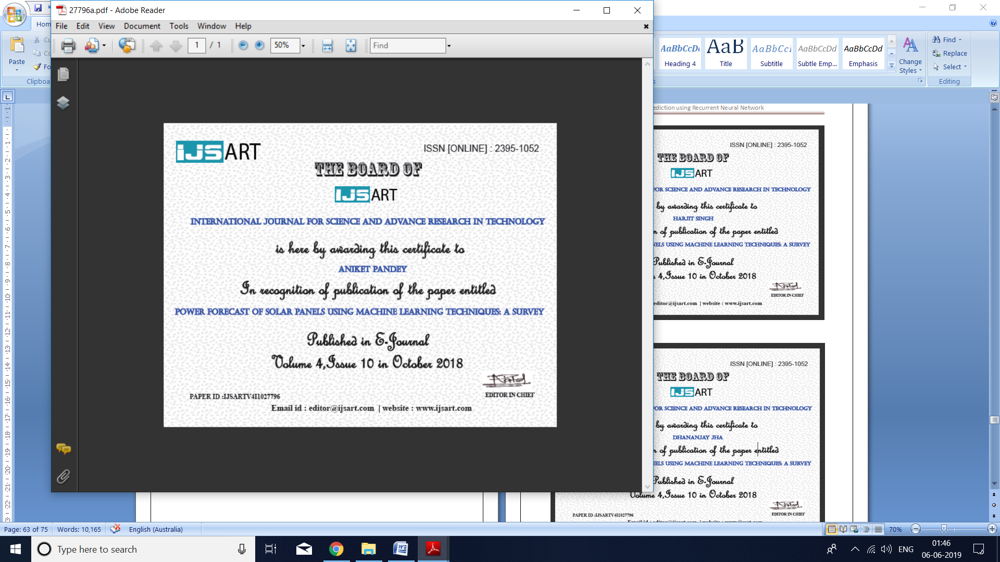 27796a.pdf - Adobe Reader
File Edit View Document Tools Window Help
1 / 1 50% Find
IJSART ISSN [ONLINE] : 2395-1052
THE BOARD OF
IJSART
INTERNATIONAL JOURNAL FOR SCIENCE AND ADVANCE RESEARCH IN TECHNOLOGY
is here by awarding this certificate to
ANIKET PANDEY
In recognition of publication of the paper entitled
POWER FORECAST OF SOLAR PANELS USING MACHINE LEARNING TECHNIQUES: A SURVEY
Published in E-Journal
Volume 4,Issue 10 in October 2018
EDITOR IN CHIEF
PAPER ID :IJSARTV4I1027796
Email id : editor@ijsart.com | website : www.ijsart.com
Paste
AaBbCcD AaB AaBbCcI AaBbCcDd AaBbCcDd
Heading 4 Title Subtitle Subtle Emp... Emphasis
Change
Styles
Find
Replace
Select
Editing
using Recurrent Neural Network
ISSN [ONLINE] : 2395-1052
THE BOARD OF
IJSART
FOR SCIENCE AND ADVANCE RESEARCH IN TECHNOLOGY
by awarding this certificate to
HARJIT SINGH
of publication of the paper entitled
USING MACHINE LEARNING TECHNIQUES: A SURVEY
Published in E-Journal
4,Issue 10 in October 2018
EDITOR IN CHIEF
editor@ijsart.com | website : www.ijsart.com
ISSN [ONLINE] : 2395-1052
THE BOARD OF
IJSART
FOR SCIENCE AND ADVANCE RESEARCH IN TECHNOLOGY
by awarding this certificate to
DHANANJAY JHA
of publication of the paper entitled
USING MACHINE LEARNING TECHNIQUES: A SURVEY
Published in E-Journal
Volume 4,Issue 10 in October 2018
EDITOR IN CHIEF
PAPER ID :IJSARTV4I1027796
Page: 63 of 75 Words: 10,165 English (Australia) 70%
Type here to search ENG 01:46
06-06-2019